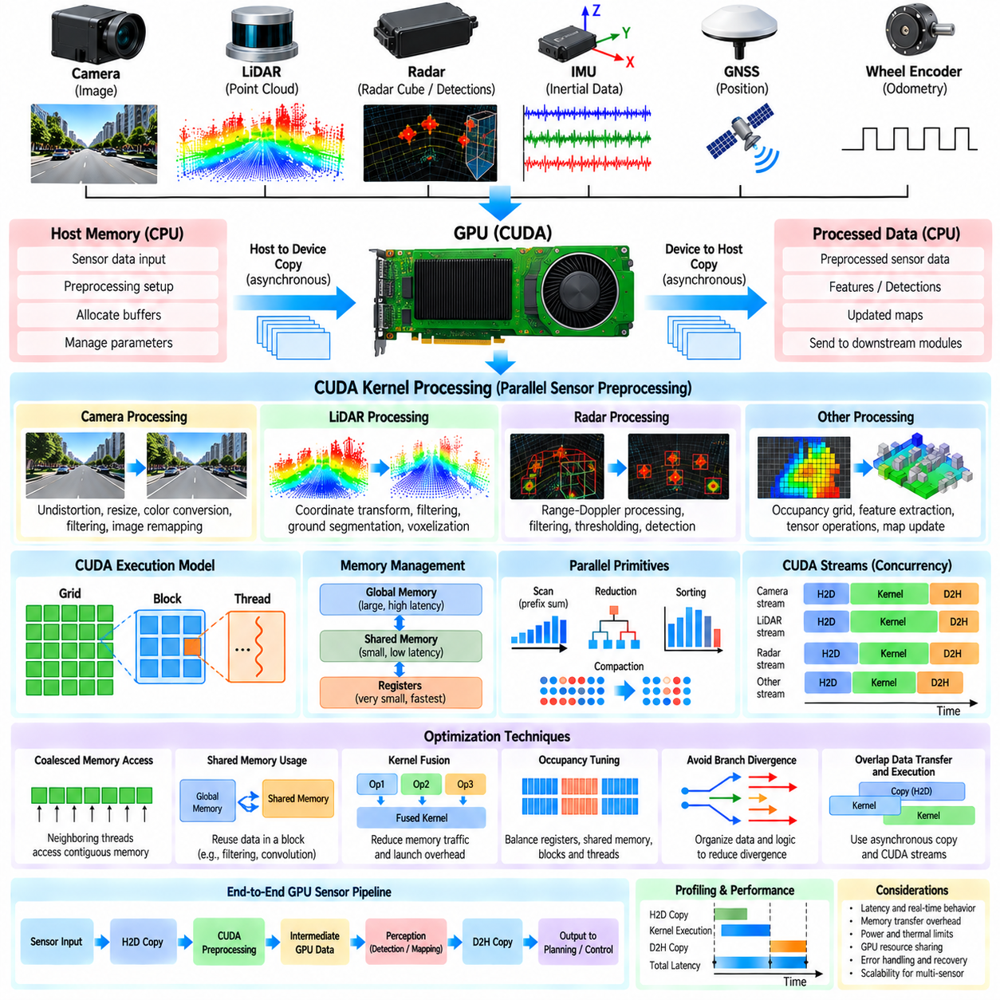 Camera
(Image)
LiDAR
(Point Cloud)
Radar
(Radar Cube / Detections)
Z
Y
X
IMU
(Inertial Data)
GNSS
(Position)
Wheel Encoder
(Odometry)
Host Memory (CPU)
Sensor data input
Preprocessing setup
Allocate buffers
Manage parameters
Host to Device
Copy
(asynchronous)
GPU (CUDA)
Device to Host
Copy
(asynchronous)
Processed Data (CPU)
Preprocessed sensor data
Features / Detections
Updated maps
Send to downstream modules
CUDA Kernel Processing (Parallel Sensor Preprocessing)
Camera Processing
Undistortion, resize, color conversion,
filtering, image remapping
LiDAR Processing
Coordinate transform, filtering,
ground segmentation, voxelization
Radar Processing
Range-Doppler processing,
filtering, thresholding, detection
Other Processing
Occupancy grid, feature extraction,
tensor operations, map update
CUDA Execution Model
Grid
Block
Thread
...
Memory Management
Global Memory
(large, high latency)
Shared Memory
(small, low latency)
Registers
(very small, fastest)
Parallel Primitives
Scan
(prefix sum)
Reduction
Sorting
Compaction
CUDA Streams (Concurrency)
Camera
stream
H2D
Kernel
D2H
LiDAR
stream
H2D
Kernel
D2H
Radar
stream
H2D
Kernel
D2H
Other
stream
H2D
Kernel
D2H
Time
Optimization Techniques
Coalesced Memory Access
Neighboring threads
access contiguous memory
Shared Memory Usage
Global
Memory
Shared Memory
Reuse data in a block
(e.g., filtering, convolution)
Kernel Fusion
Op1
Op2
Op3
Fused Kernel
Reduce memory traffic
and launch overhead
Occupancy Tuning
Balance registers, shared memory,
blocks and threads
Avoid Branch Divergence
Organize data and logic
to reduce divergence
Overlap Data Transfer
and Execution
Copy (H2D)
Kernel
Kernel
Use asynchronous copy
and CUDA streams
End-to-End GPU Sensor Pipeline
Sensor Input
H2D Copy
CUDA
Preprocessing
Intermediate
GPU Data
Perception
(Detection / Mapping)
D2H Copy
Output to
Planning / Control
Profiling & Performance
H2D Copy
Kernel Execution
D2H Copy
Total Latency
Time
Considerations
• Latency and real-time behavior
• Memory transfer overhead
• Power and thermal limits
• GPU resource sharing
• Error handling and recovery
• Scalability for multi-sensor